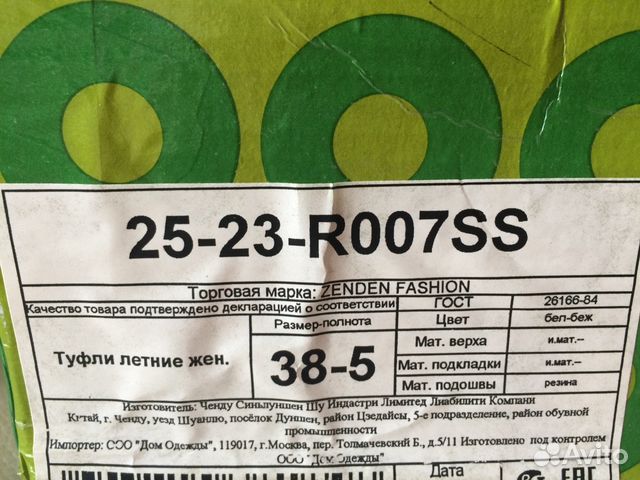 25-23-R007SS
Торговая марка: ZENDEN FASHION
Качество товара подтверждено декларацией о соответствии
ГОСТ 26166-84
Размер-полнота
Цвет бел-беж
Туфли летние жен.
38-5
Мат. верха и.мат.--
Мат. подкладки и.мат.--
Мат. подошвы резина
Изготовитель: Ченду Синьлуншен Шу Индастри Лимитед Лиабилити Компани
Китай, г. Ченду, уезд Шуанлю, посёлок Дуншен, район Цзедайсы, 5-е подразделение, район обувной
промышленности
Импортер: ООО "Дом Одежды", 119017, г.Москва, пер. Толмачевский Б., д.5/11 Изготовлено под контролем
ООО "Дом Одежды"
Дата
EAC
Avito